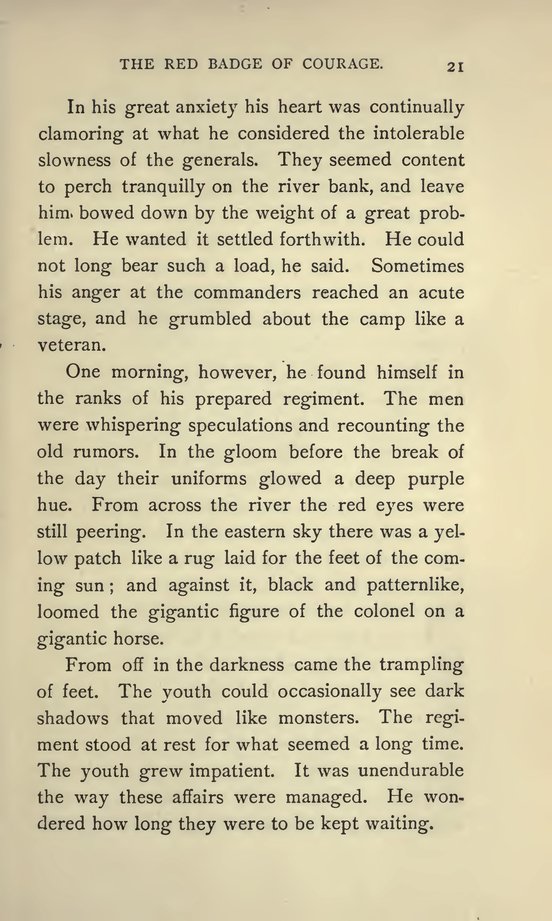 THE RED BADGE OF COURAGE. 21
In his great anxiety his heart was continually
clamoring at what he considered the intolerable
slowness of the generals. They seemed content
to perch tranquilly on the river bank, and leave
him bowed down by the weight of a great prob-
lem. He wanted it settled forthwith. He could
not long bear such a load, he said. Sometimes
his anger at the commanders reached an acute
stage, and he grumbled about the camp like a
veteran.
One morning, however, he found himself in
the ranks of his prepared regiment. The men
were whispering speculations and recounting the
old rumors. In the gloom before the break of
the day their uniforms glowed a deep purple
hue. From across the river the red eyes were
still peering. In the eastern sky there was a yel-
low patch like a rug laid for the feet of the com-
ing sun; and against it, black and patternlike,
loomed the gigantic figure of the colonel on a
gigantic horse.
From off in the darkness came the trampling
of feet. The youth could occasionally see dark
shadows that moved like monsters. The regi-
ment stood at rest for what seemed a long time.
The youth grew impatient. It was unendurable
the way these affairs were managed. He won-
dered how long they were to be kept waiting.